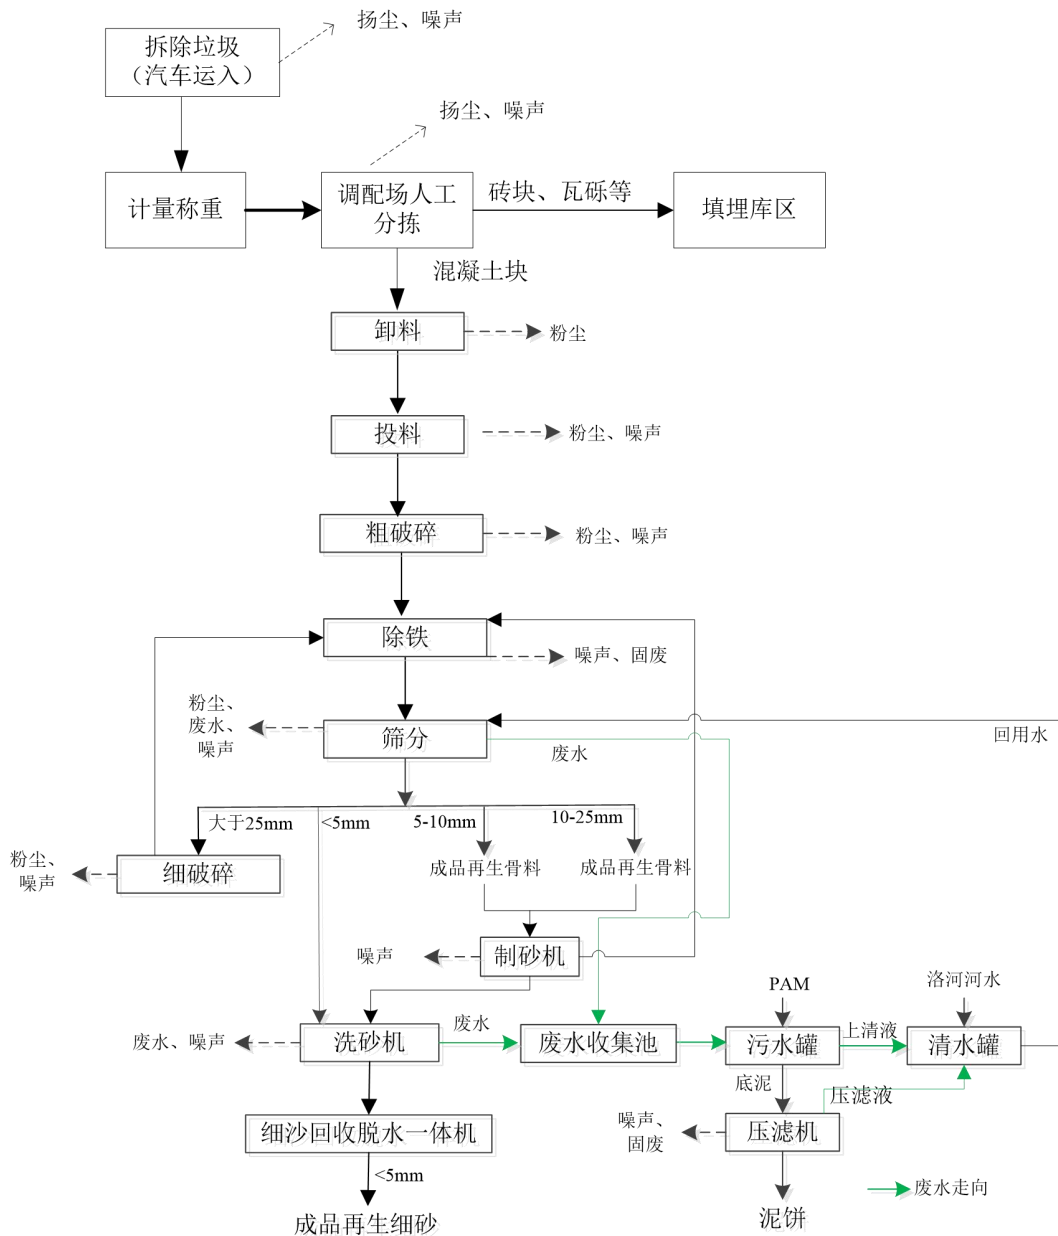 扬尘、噪声
拆除垃圾
（汽车运入）
扬尘、噪声
计量称重
调配场人工
分拣
砖块、瓦砾等
填埋库区
混凝土块
卸料
粉尘
投料
粉尘、噪声
粗破碎
粉尘、噪声
除铁
噪声、固废
粉尘、
废水、
噪声
筛分
废水
回用水
大于25mm
<5mm
5-10mm
10-25mm
粉尘、
噪声
细破碎
成品再生骨料
成品再生骨料
噪声
制砂机
PAM
洛河河水
废水、噪声
洗砂机
废水
废水收集池
污水罐
上清液
清水罐
底泥
压滤液
细沙回收脱水一体机
噪声、
固废
压滤机
<5mm
废水走向
成品再生细砂
泥饼